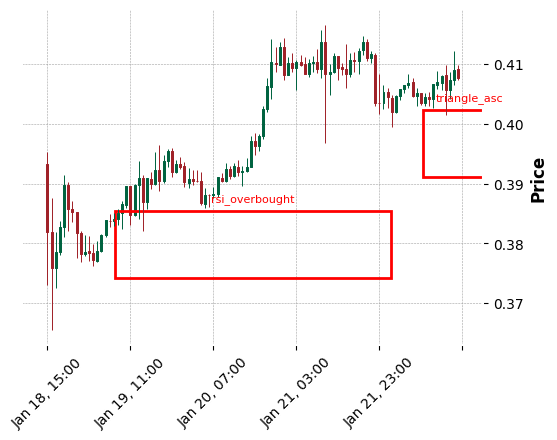 0.41
triangle_asc
0.40
0.39
rsi_overbought
0.38
0.37
Price
Jan 18, 15:00
Jan 19, 11:00
Jan 20, 07:00
Jan 21, 03:00
Jan 21, 23:00